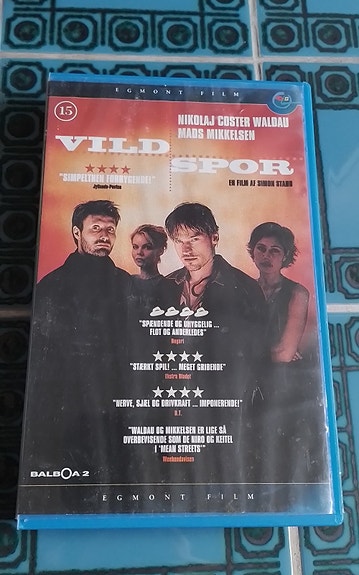 EGMONT FILM
15
NIKOLAJ COSTER WALDAU
MADS MIKKELSEN
VILD
SPOR
"SIMPELTHEN FORRYGENDE!"
Jyllands-Posten
EN FILM AF SIMON STAHO
"SPÆNDENDE OG UHYGGELIG ...
FLOT OG ANDERLEDES"
"STÆRKT SPIL! ... MEGET GRIBENDE"
Ekstra Bladet
"NERVE, SJÆL OG DRIVKRAFT ... IMPONERENDE!"
B.T.
"WALDAU OG MIKKELSEN ER LIGE SÅ
OVERBEVISENDE SOM DE NIRO OG KEITEL
I 'MEAN STREETS'"
BALBOA 2
EGMONT FILM